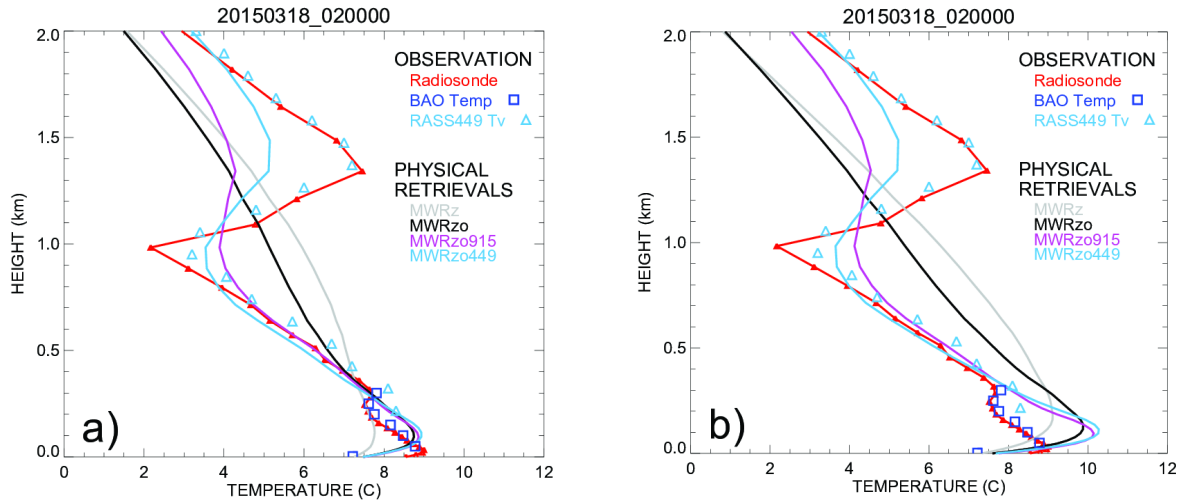 20150318_020000
2.0
1.5
1.0
0.5
0.0
HEIGHT (km)
OBSERVATION
Radiosonde
BAO Temp
RASS449 Tv
PHYSICAL
RETRIEVALS
MWRz
MWRzo
MWRzo915
MWRzo449
a)
0 2 4 6 8 10 12
TEMPERATURE (C)
20150318_020000
2.0
1.5
1.0
0.5
0.0
HEIGHT (km)
OBSERVATION
Radiosonde
BAO Temp
RASS449 Tv
PHYSICAL
RETRIEVALS
MWRz
MWRzo
MWRzo915
MWRzo449
b)
0 2 4 6 8 10 12
TEMPERATURE (C)